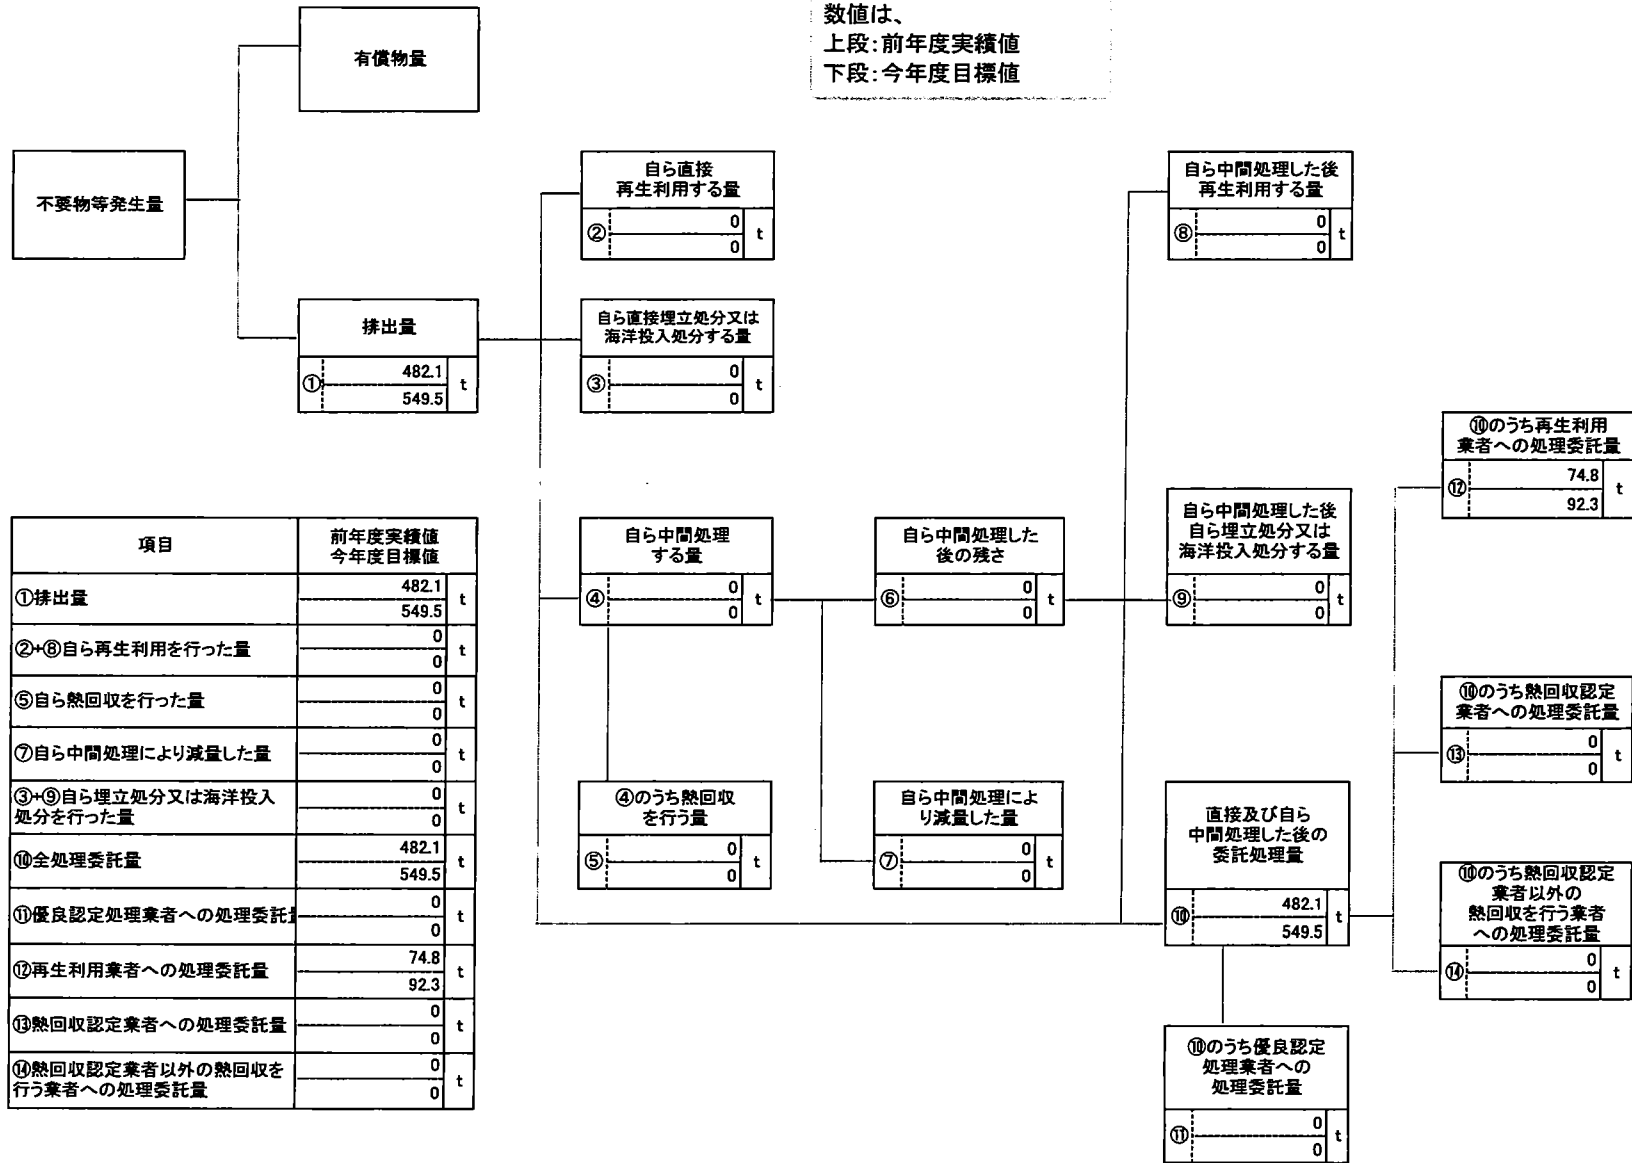 数値は、
上段:前年度実績値
下段:今年度目標値
有償物量
不要物等発生量
排出量
①
482.1
549.5
t
自ら直接
再生利用する量
②
0
0
t
自ら直接埋立処分又は
海洋投入処分する量
③
0
0
t
自ら中間処理
する量
④
0
0
t
④のうち熱回収
を行う量
⑤
0
0
t
自ら中間処理した
後の残さ
⑥
0
0
t
自ら中間処理によ
り減量した量
⑦
0
0
t
自ら中間処理した後
再生利用する量
⑧
0
0
t
自ら中間処理した後
自ら埋立処分又は
海洋投入処分する量
⑨
0
0
t
直接及び自ら
中間処理した後の
委託処理量
⑩
482.1
549.5
t
⑩のうち優良認定
処理業者への
処理委託量
⑪
0
0
t
⑩のうち再生利用
業者への処理委託量
⑫
74.8
92.3
t
⑩のうち熱回収認定
業者への処理委託量
⑬
0
0
t
⑩のうち熱回収認定
業者以外の
熱回収を行う業者
への処理委託量
⑭
0
0
t
項目
前年度実績値
今年度目標値
①排出量
482.1
549.5
t
②+⑧自ら再生利用を行った量
0
0
t
⑤自ら熱回収を行った量
0
0
t
⑦自ら中間処理により減量した量
0
0
t
③+⑨自ら埋立処分又は海洋投入
処分を行った量
0
0
t
⑩全処理委託量
482.1
549.5
t
⑪優良認定処理業者への処理委託
0
0
t
⑫再生利用業者への処理委託量
74.8
92.3
t
⑬熱回収認定業者への処理委託量
0
0
t
⑭熱回収認定業者以外の熱回収を
行う業者への処理委託量
0
0
t